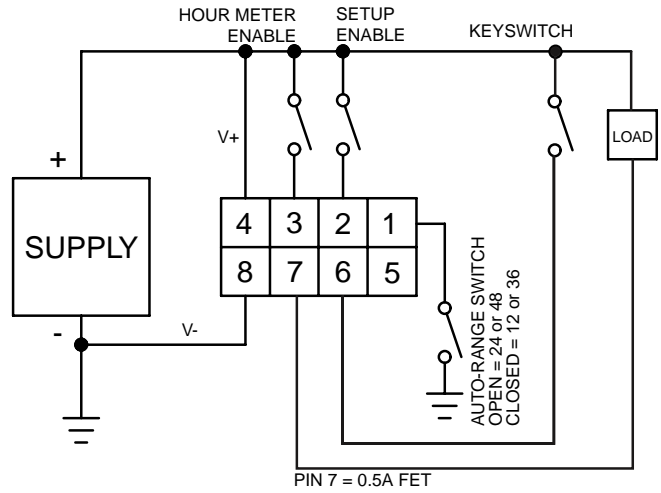 HOUR METER
ENABLE
SETUP
ENABLE
KEYSWITCH
V+
LOAD
+
SUPPLY
-
4 3 2 1
8 7 6 5
V-
AUTO-RANGE SWITCH
OPEN = 24 or 48
CLOSED = 12 or 36
PIN 7 = 0.5A FET